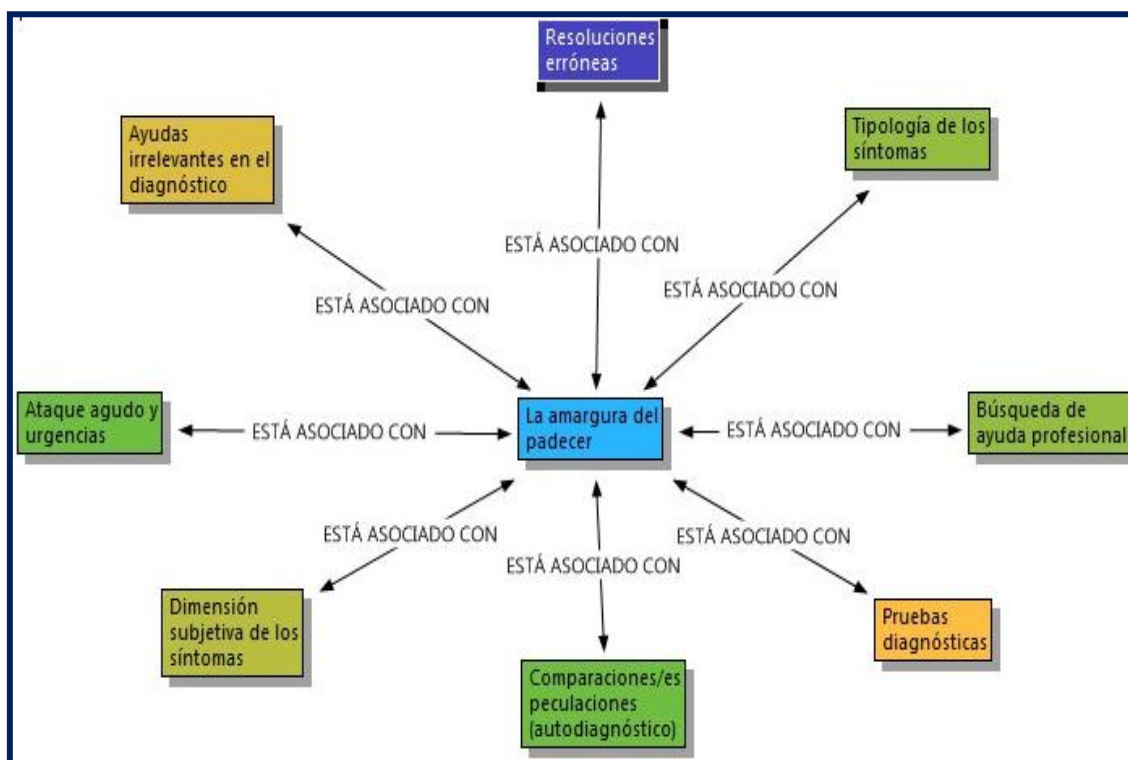 Resoluciones
erróneas
Ayudas
irrelevantes en el
diagnóstico
Tipología de los
síntomas
ESTÁ ASOCIADO CON
ESTÁ ASOCIADO CON
ESTÁ ASOCIADO CON
Ataque agudo y
urgencias
ESTÁ ASOCIADO CON
La amargura del
padecer
ESTÁ ASOCIADO CON
Búsqueda de
ayuda profesional
ESTÁ ASOCIADO CON
ESTÁ ASOCIADO CON
ESTÁ ASOCIADO CON
Dimensión
subjetiva de los
síntomas
Comparaciones/es
peculaciones
(autodiagnóstico)
Pruebas
diagnósticas